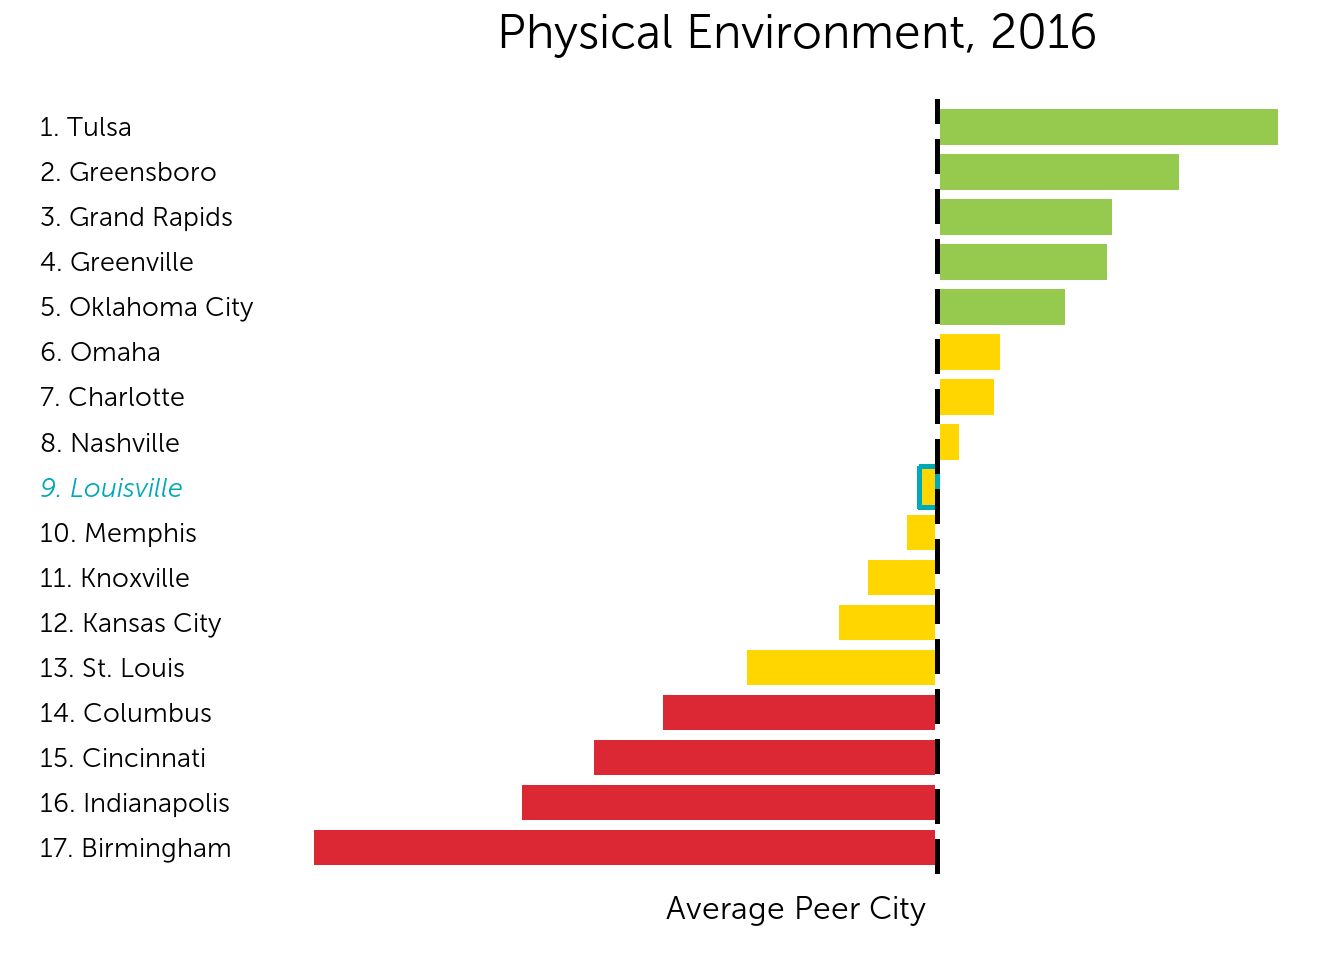 Physical Environment, 2016
1. Tulsa
2. Greensboro
3. Grand Rapids
4. Greenville
5. Oklahoma City
6. Omaha
7. Charlotte
8. Nashville
9. Louisville
10. Memphis
11. Knoxville
12. Kansas City
13. St. Louis
14. Columbus
15. Cincinnati
16. Indianapolis
17. Birmingham
Average Peer City